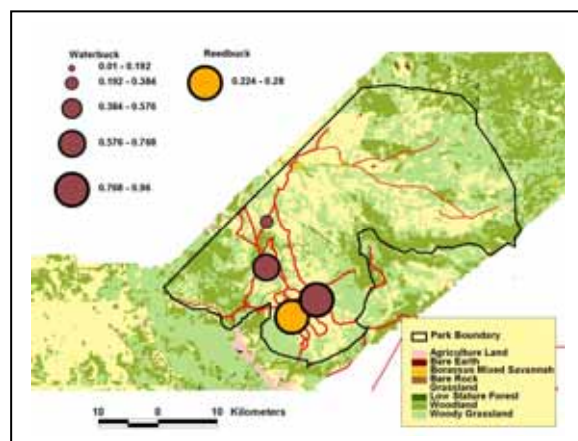 Waterbuck
0.01 - 0.192
0.192 - 0.384
0.384 - 0.576
0.576 - 0.768
0.768 - 0.96
Reedbuck
0.224 - 0.28
Park Boundary
Agriculture Land
Bare Earth
Borassus Mixed Savannah
Bare Rock
Grassland
Low Stature Forest
Woodland
Woody Grassland
10 0 10 Kilometers